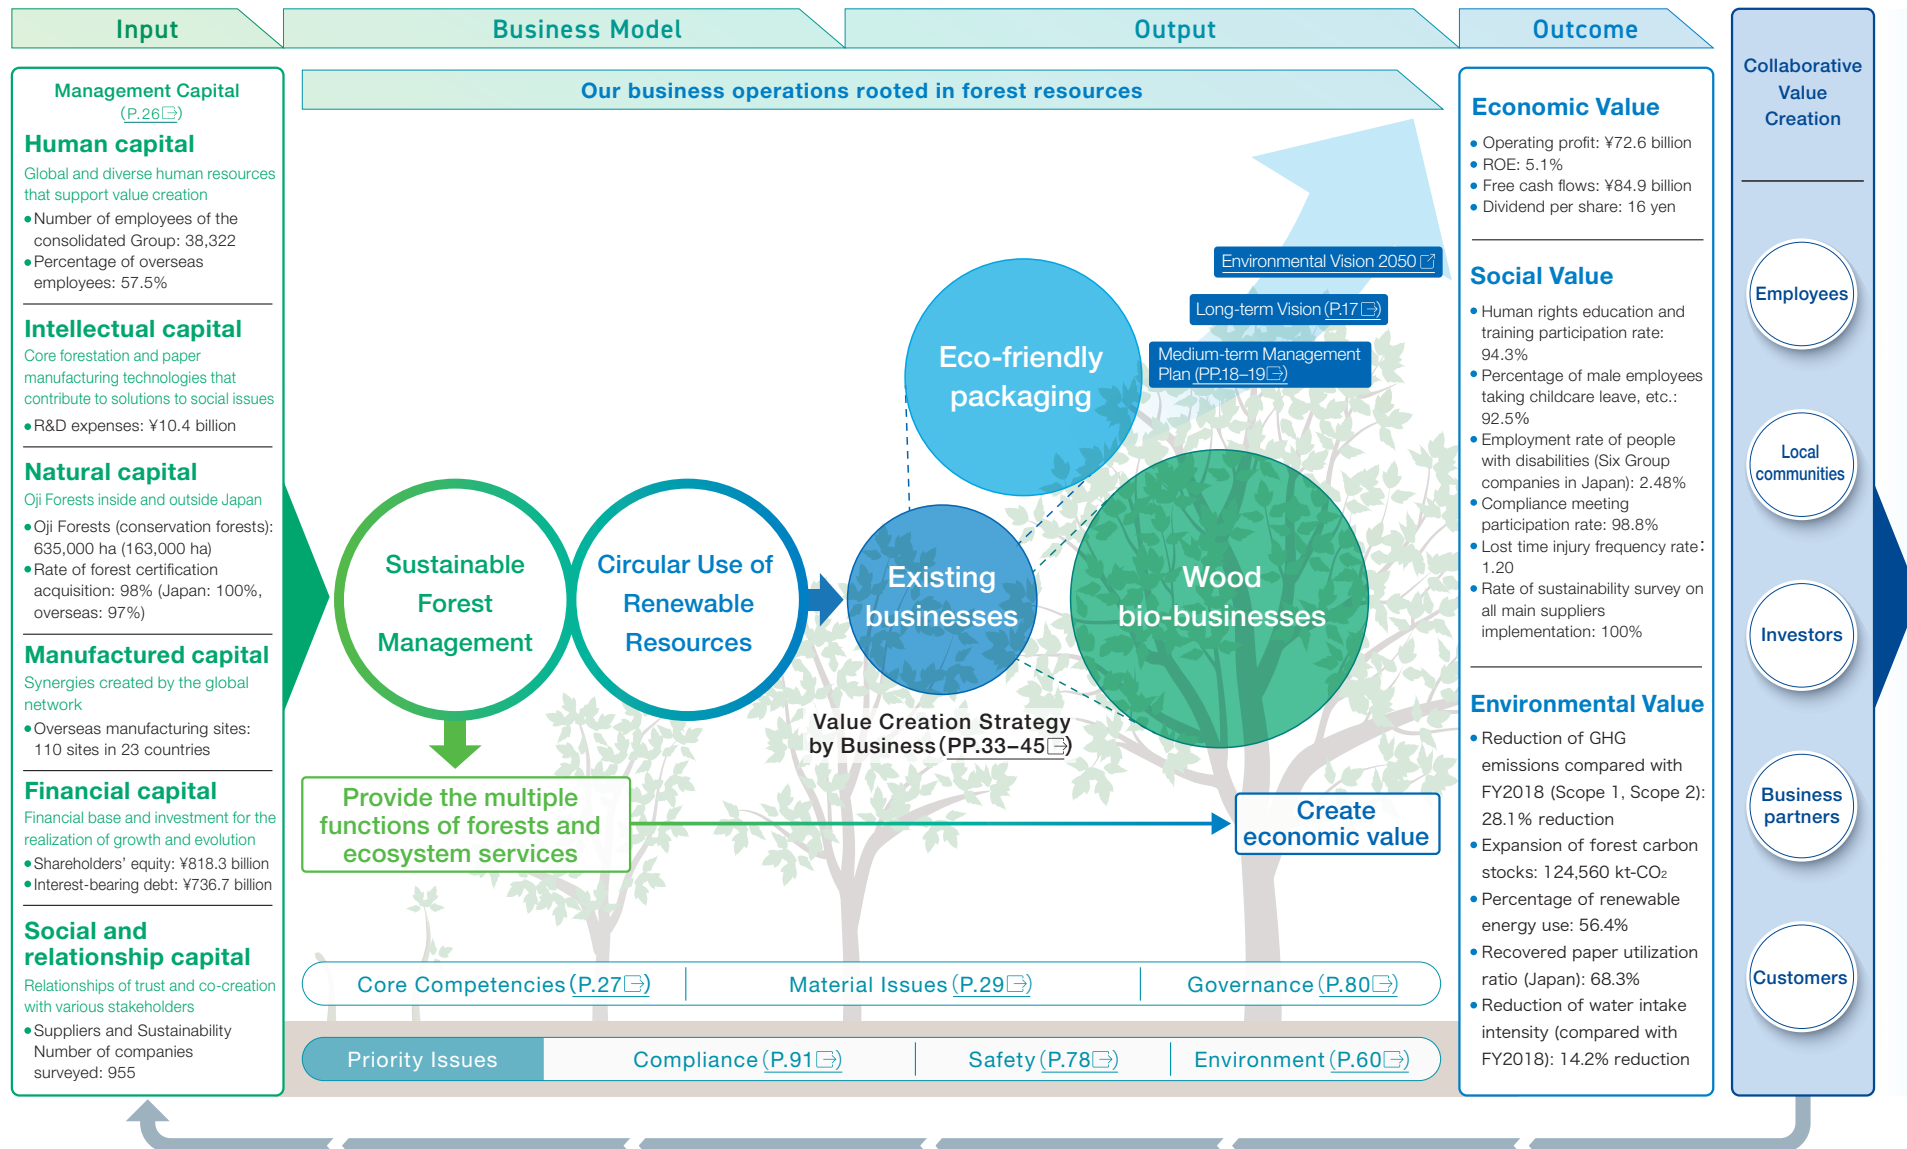 Input
Business Model
Output
Outcome
Management Capital
(P.26)
Human capital
Global and diverse human resources
that support value creation
• Number of employees of the
consolidated Group: 38,322
• Percentage of overseas
employees: 57.5%
Intellectual capital
Core forestation and paper
manufacturing technologies that
contribute to solutions to social issues
• R&D expenses: ¥10.4 billion
Natural capital
Oji Forests inside and outside Japan
• Oji Forests (conservation forests):
635,000 ha (163,000 ha)
• Rate of forest certification
acquisition: 98% (Japan: 100%,
overseas: 97%)
Manufactured capital
Synergies created by the global
network
• Overseas manufacturing sites:
110 sites in 23 countries
Financial capital
Financial base and investment for the
realization of growth and evolution
• Shareholders' equity: ¥818.3 billion
• Interest-bearing debt: ¥736.7 billion
Social and
relationship capital
Relationships of trust and co-creation
with various stakeholders
• Suppliers and Sustainability
Number of companies
surveyed: 955
Our business operations rooted in forest resources
Environmental Vision 2050
Long-term Vision (P.17)
Medium-term Management
Plan (PP.18–19)
Eco-friendly
packaging
Sustainable
Forest
Management
Circular Use of
Renewable
Resources
Existing
businesses
Wood
bio-businesses
Value Creation Strategy
by Business (PP.33–45)
Provide the multiple
functions of forests and
ecosystem services
Create
economic value
Core Competencies (P.27)
Material Issues (P.29)
Governance (P.80)
Priority Issues
Compliance (P.91)
Safety (P.78)
Environment (P.60)
Economic Value
• Operating profit: ¥72.6 billion
• ROE: 5.1%
• Free cash flows: ¥84.9 billion
• Dividend per share: 16 yen
Social Value
• Human rights education and
training participation rate:
94.3%
• Percentage of male employees
taking childcare leave, etc.:
92.5%
• Employment rate of people
with disabilities (Six Group
companies in Japan): 2.48%
• Compliance meeting
participation rate: 98.8%
• Lost time injury frequency rate:
1.20
• Rate of sustainability survey on
all main suppliers
implementation: 100%
Environmental Value
• Reduction of GHG
emissions compared with
FY2018 (Scope 1, Scope 2):
28.1% reduction
• Expansion of forest carbon
stocks: 124,560 kt-CO₂
• Percentage of renewable
energy use: 56.4%
• Recovered paper utilization
ratio (Japan): 68.3%
• Reduction of water intake
intensity (compared with
FY2018): 14.2% reduction
Collaborative
Value
Creation
Employees
Local
communities
Investors
Business
partners
Customers